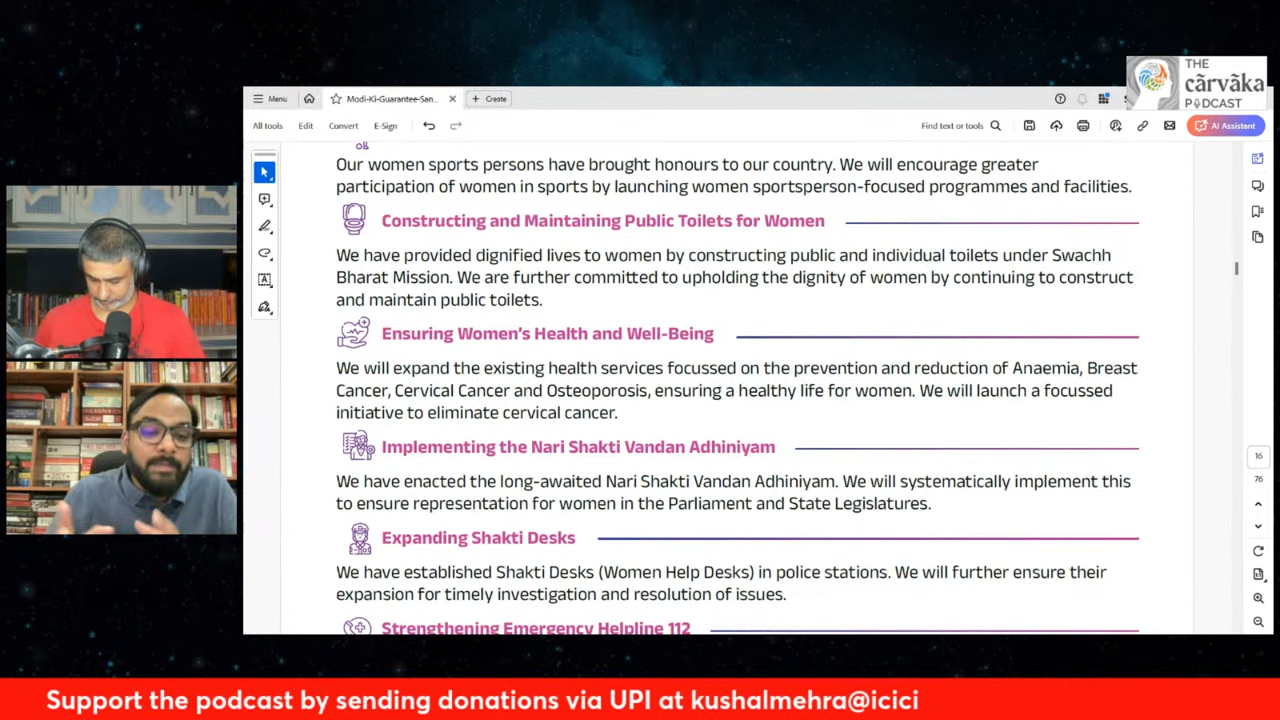 THE
cārvāka
PODCAST
Menu
Modi-Ki-Guarantee-San...
Create
All tools
Edit
Convert
E-Sign
Find text or tools
AI Assistant
Our women sports persons have brought honours to our country. We will encourage greater
participation of women in sports by launching women sportsperson-focused programmes and facilities.
Constructing and Maintaining Public Toilets for Women
We have provided dignified lives to women by constructing public and individual toilets under Swachh
Bharat Mission. We are further committed to upholding the dignity of women by continuing to construct
and maintain public toilets.
Ensuring Women's Health and Well-Being
We will expand the existing health services focussed on the prevention and reduction of Anaemia, Breast
Cancer, Cervical Cancer and Osteoporosis, ensuring a healthy life for women. We will launch a focussed
initiative to eliminate cervical cancer.
Implementing the Nari Shakti Vandan Adhiniyam
We have enacted the long-awaited Nari Shakti Vandan Adhiniyam. We will systematically implement this
to ensure representation for women in the Parliament and State Legislatures.
Expanding Shakti Desks
We have established Shakti Desks (Women Help Desks) in police stations. We will further ensure their
expansion for timely investigation and resolution of issues.
Strengthening Emergency Helpline 112
16
76
Support the podcast by sending donations via UPI at kushalmehra@icici